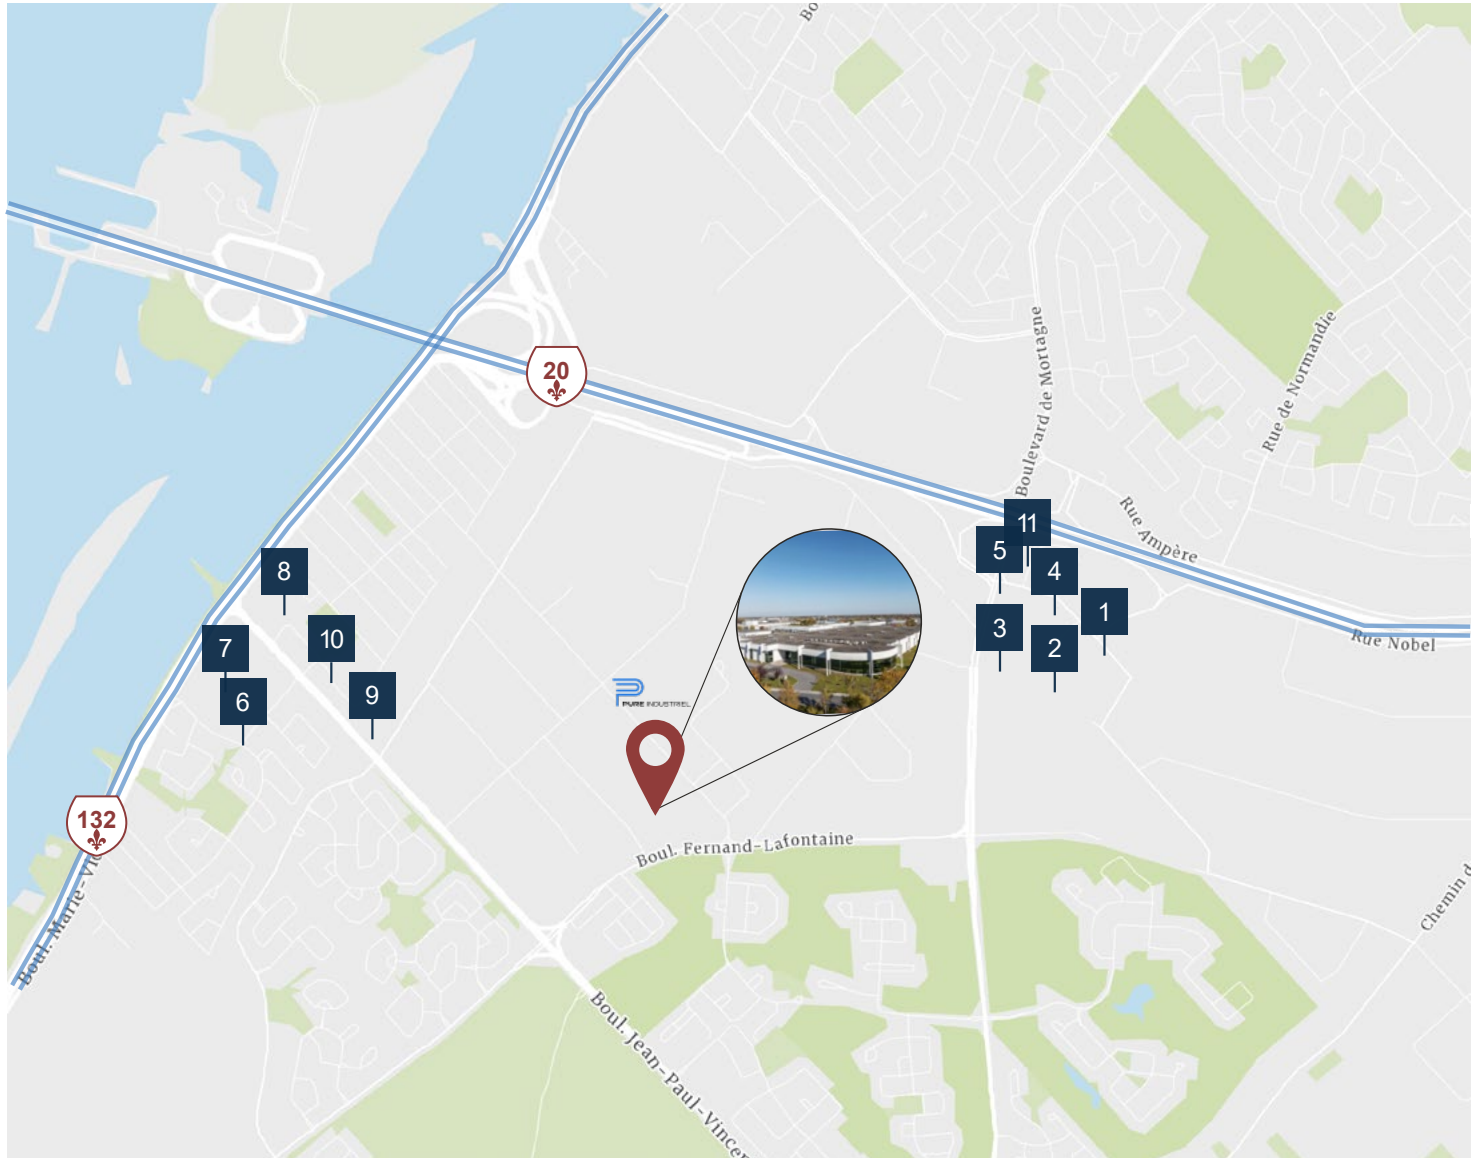 Bo
20
Boulevard de Mortagne
Rue de Normandie
11
Rue Ampère
5
4
8
1
3
10
2
7
Rue Nobel
9
6
PURE INDUSTRIEL
132
Boul. Fernand-Lafontaine
Boul. Marie-Vic
Chemin d
Boul. Jean-Paul-Vincen